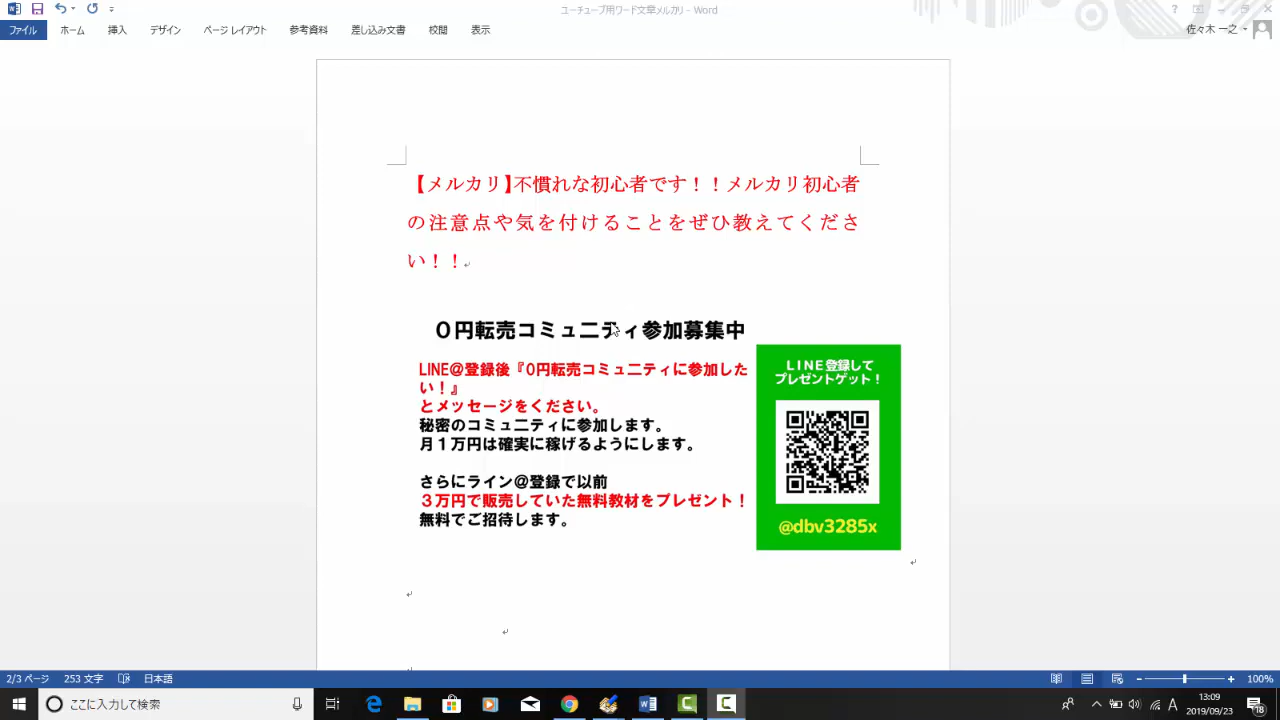 ユーチューブ用ワード文章メルカリ - Word
ファイル ホーム 挿入 デザイン ページ レイアウト 参考資料 差し込み文書 校閲 表示
佐々木 一之
【メルカリ】不慣れな初心者です！！メルカリ初心者
の注意点や気を付けることをぜひ教えてくださ
い！！
０円転売コミュニティ参加募集中
LINE@登録後『0円転売コミュニティに参加した
い！』
とメッセージをください。
秘密のコミュニティに参加します。
月１万円は確実に稼げるようにします。
さらにライン@登録で以前
３万円で販売していた無料教材をプレゼント！
無料でご招待します。
ＬＩＮＥ登録して
プレゼントゲット！
@dbv3285x
2/3 ページ 253 文字 日本語 100%
ここに入力して検索
A
13:09
2019/09/23
18